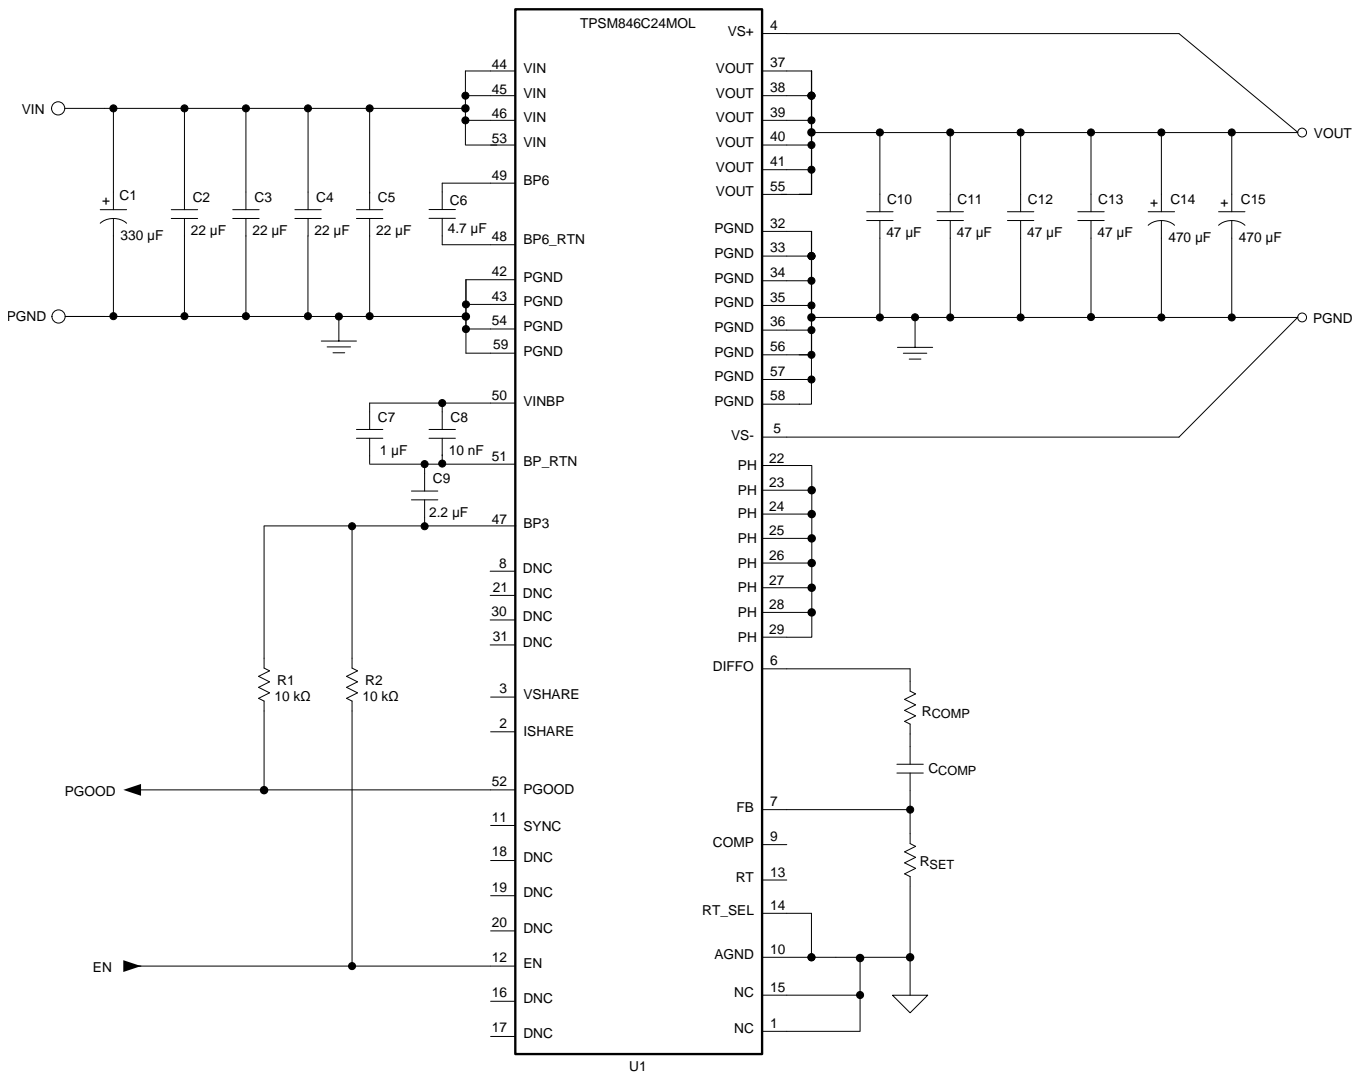 TPSM846C24MOL
VIN
PGND
C1
+
330 µF
C2
22 µF
C3
22 µF
C4
22 µF
C5
22 µF
44 VIN
45 VIN
46 VIN
53 VIN
49 BP6
C6
4.7 µF
48 BP6_RTN
42 PGND
43 PGND
54 PGND
59 PGND
50 VINBP
C7
1 µF
C8
10 nF
51 BP_RTN
C9
2.2 µF
47 BP3
8 DNC
21 DNC
30 DNC
31 DNC
R1
10 kΩ
R2
10 kΩ
3 VSHARE
2 ISHARE
PGOOD
52 PGOOD
11 SYNC
18 DNC
19 DNC
20 DNC
EN
12 EN
16 DNC
17 DNC
VS+ 4
VOUT 37
VOUT 38
VOUT 39
VOUT 40
VOUT 41
VOUT 55
PGND 32
PGND 33
PGND 34
PGND 35
PGND 36
PGND 56
PGND 57
PGND 58
VS- 5
C10
47 µF
C11
47 µF
C12
47 µF
C13
47 µF
+
C14
470 µF
+
C15
470 µF
VOUT
PGND
PH 22
PH 23
PH 24
PH 25
PH 26
PH 27
PH 28
PH 29
DIFFO 6
RCOMP
CCOMP
FB 7
COMP 9
RSET
RT 13
RT_SEL 14
AGND 10
NC 15
NC 1
U1